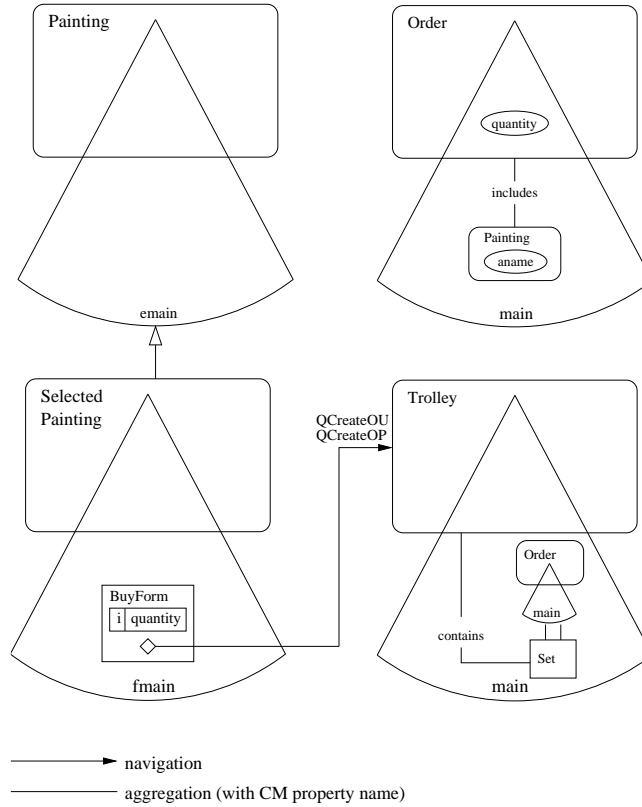 Painting
emain
Order
quantity
includes
Painting
aname
main
Selected
Painting
BuyForm
i quantity
fmain
QCreateOU
QCreateOP
Trolley
Order
main
contains
Set
main
navigation
aggregation (with CM property name)